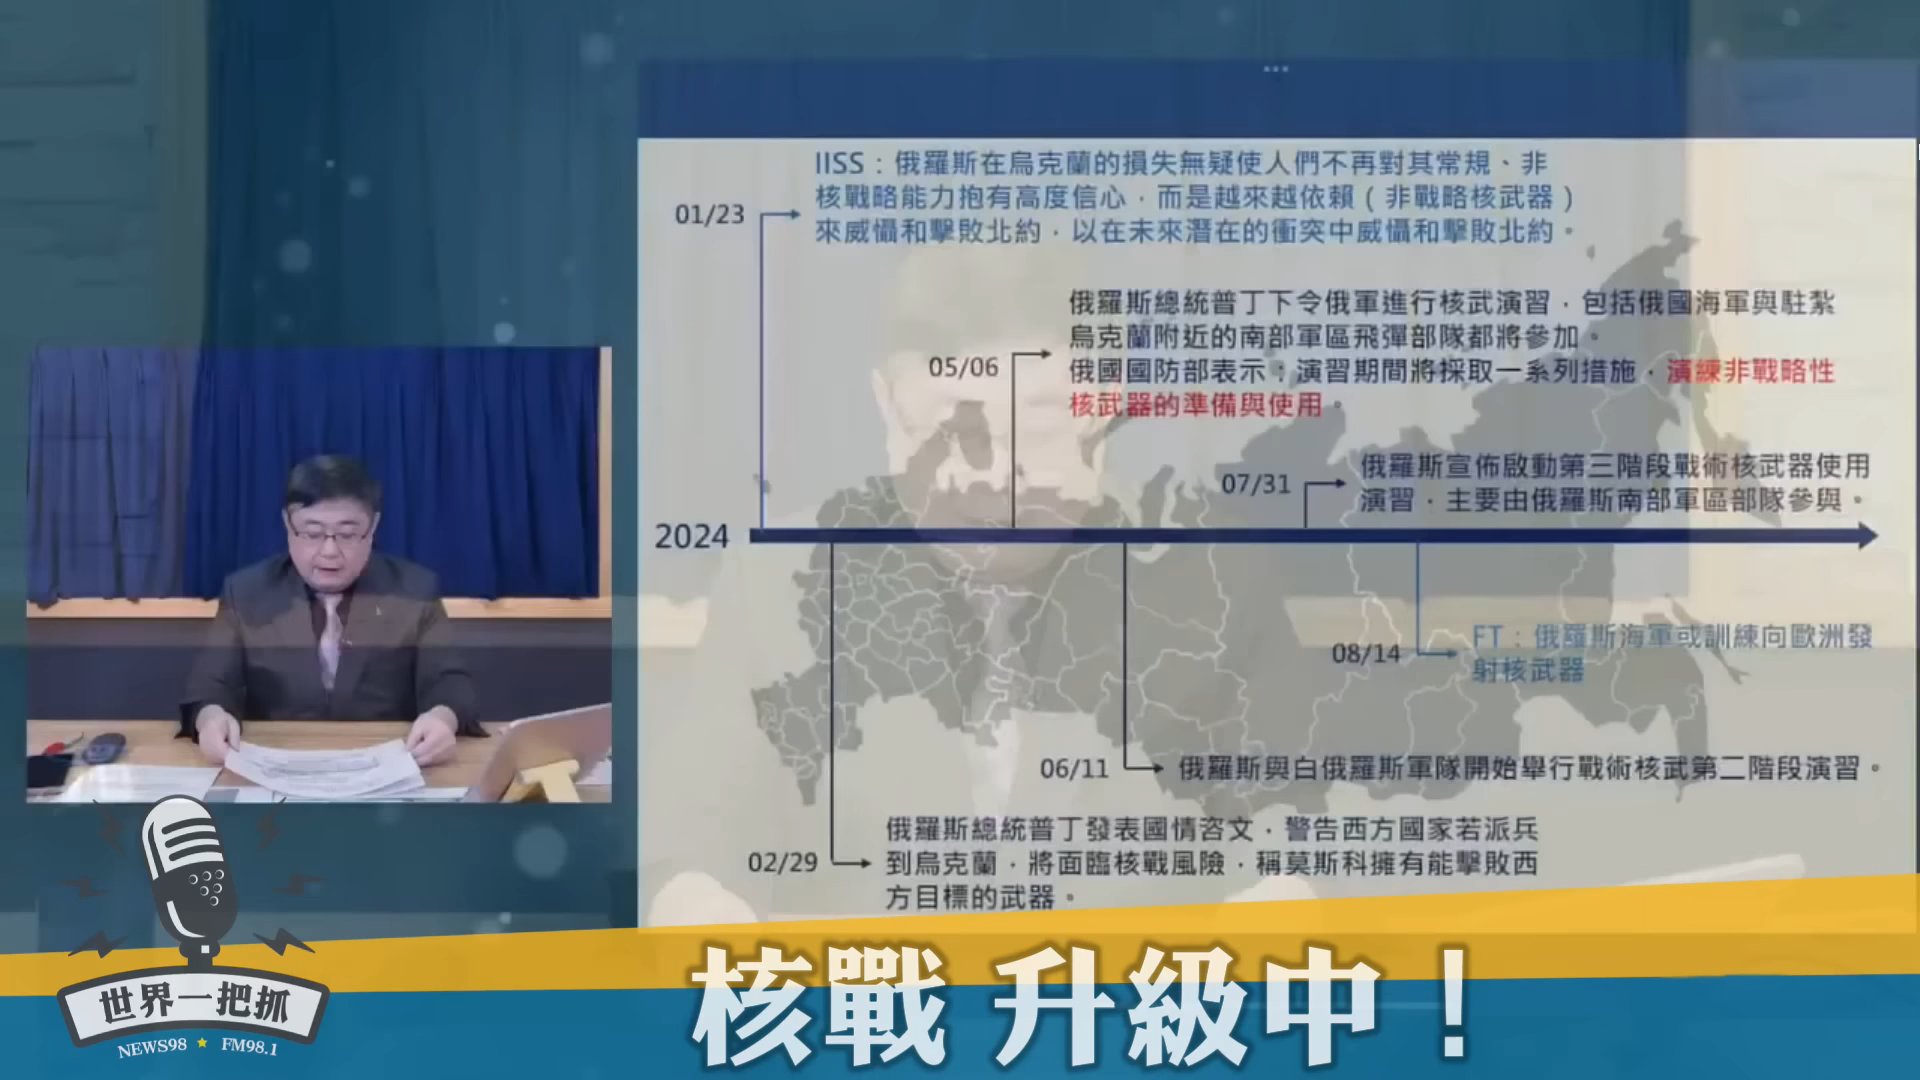 IISS：俄羅斯在烏克蘭的損失無疑使人們不再對其常規、非
核戰略能力抱有高度信心，而是越來越依賴（非戰略核武器）
來威懾和擊敗北約，以在未來潛在的衝突中威懾和擊敗北約。
01/23
俄羅斯總統普丁下令俄軍進行核武演習，包括俄國海軍與駐紮
烏克蘭附近的南部軍區飛彈部隊都將參加。
俄國國防部表示：演習期間將採取一系列措施，演練非戰略性
核武器的準備與使用。
05/06
俄羅斯宣佈啟動第三階段戰術核武器使用
演習，主要由俄羅斯南部軍區部隊參與。
07/31
2024
FT：俄羅斯海軍或訓練向歐洲發
射核武器
08/14
06/11
俄羅斯與白俄羅斯軍隊開始舉行戰術核武第二階段演習。
俄羅斯總統普丁發表國情咨文，警告西方國家若派兵
到烏克蘭，將面臨核戰風險，稱莫斯科擁有能擊敗西
方目標的武器。
02/29
世界一把抓
NEWS98 ★ FM98.1
核戰 升級中！